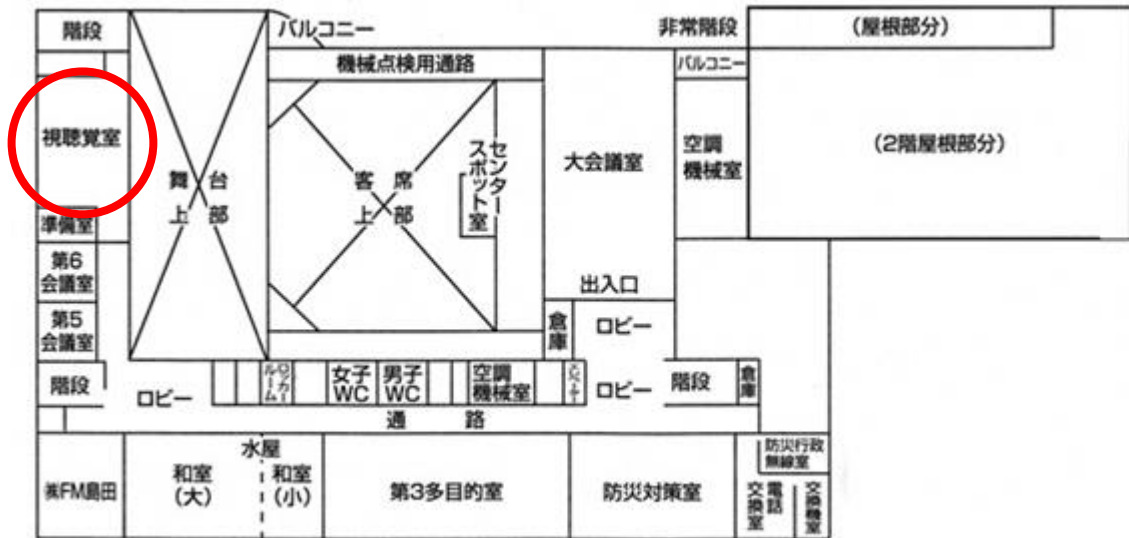 階段
バルコニー
非常階段
（屋根部分）
機械点検用通路
バルコニー
視聴覚室
舞台
上部
客席
上部
センター
スポット室
大会議室
空調
機械室
（2階屋根部分）
準備室
第6
会議室
出入口
第5
会議室
倉庫
ロビー
階段
ロビー
ロッカー
ルーム
女子
WC
男子
WC
空調
機械室
エレベーター
ロビー
階段
倉庫
通路
水屋
防災行政
無線室
㈱FM島田
和室
（大）
和室
（小）
第3多目的室
防災対策室
電話
交換室
交換機室